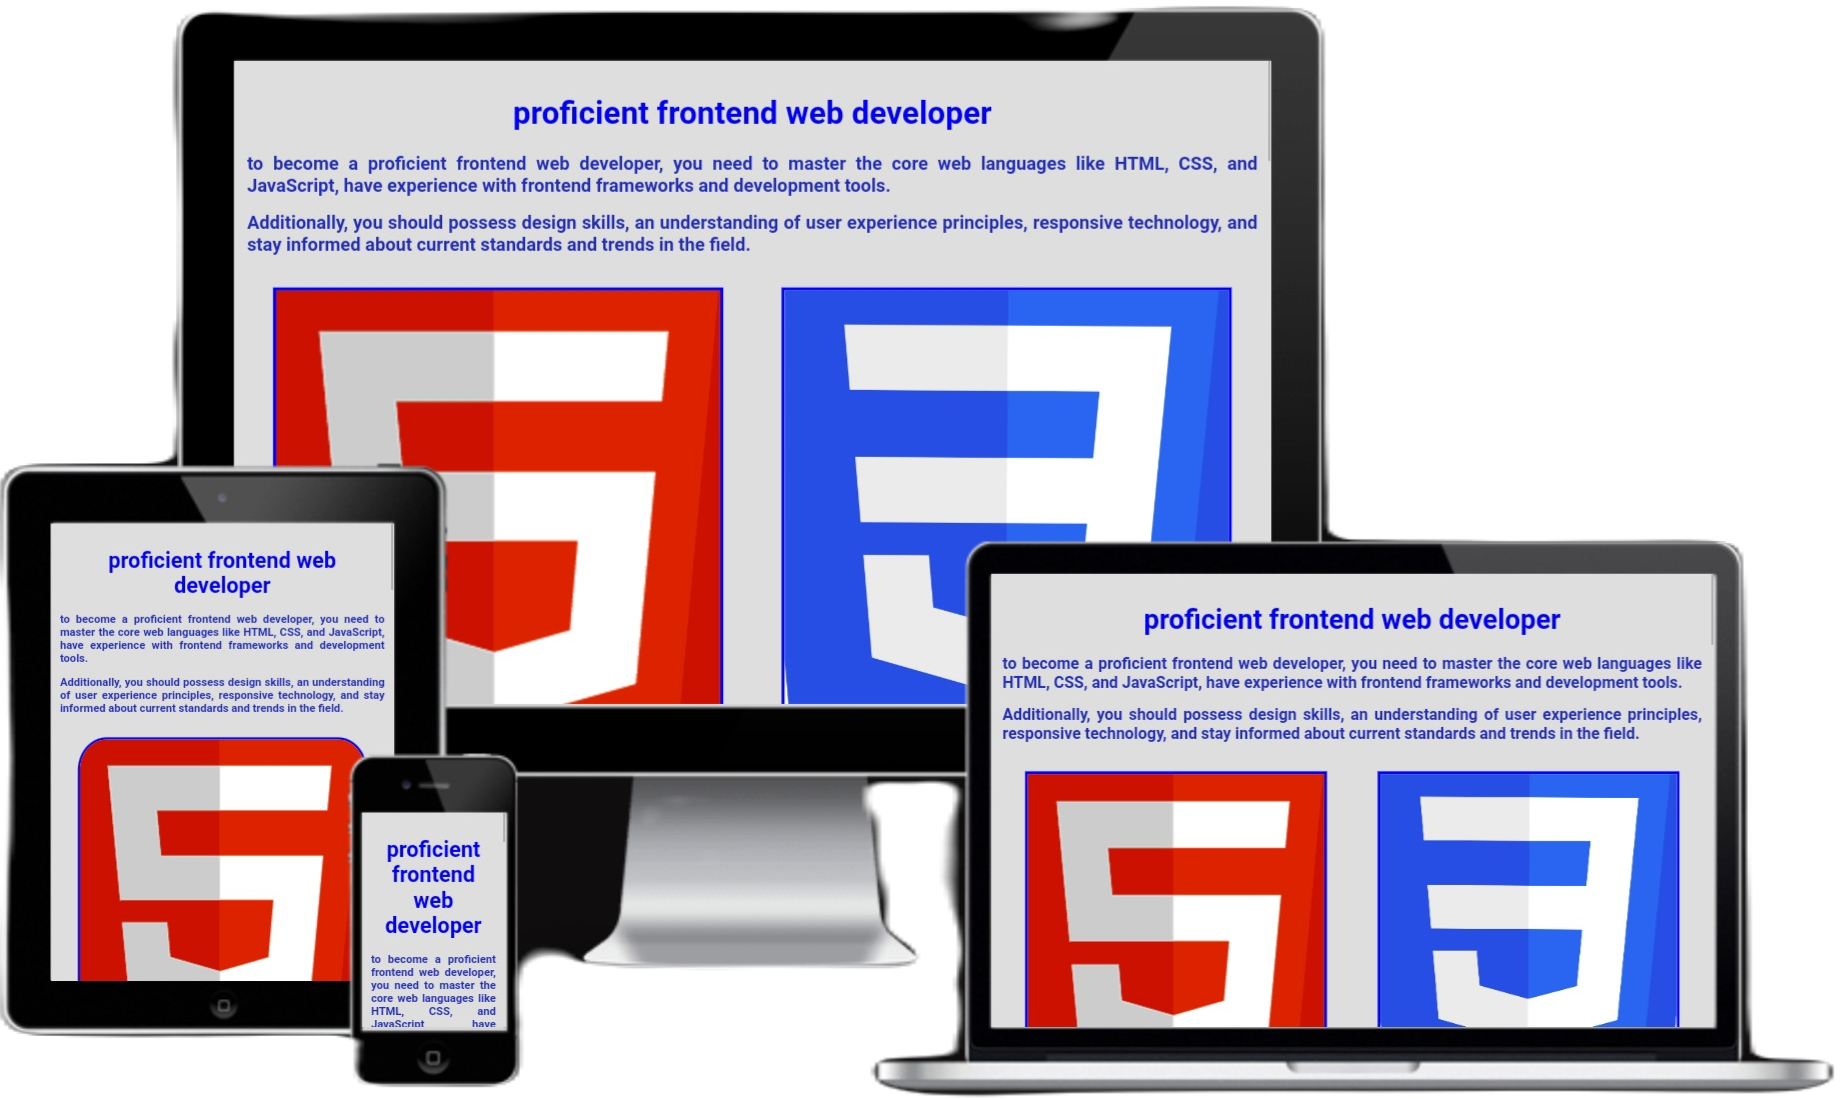 proficient frontend web developer
to become a proficient frontend web developer, you need to master the core web languages like HTML, CSS, and
JavaScript, have experience with frontend frameworks and development tools.
Additionally, you should possess design skills, an understanding of user experience principles, responsive technology, and
stay informed about current standards and trends in the field.
proficient frontend web
developer
to become a proficient frontend web developer, you need to
master the core web languages like HTML, CSS, and JavaScript,
have experience with frontend frameworks and development
tools.
Additionally, you should possess design skills, an understanding
of user experience principles, responsive technology, and stay
informed about current standards and trends in the field.
proficient
frontend
web
developer
to become a proficient
frontend web developer,
you need to master the
core web languages like
HTML, CSS, and
JavaScript have
proficient frontend web developer
to become a proficient frontend web developer, you need to master the core web languages like
HTML, CSS, and JavaScript, have experience with frontend frameworks and development tools.
Additionally, you should possess design skills, an understanding of user experience principles,
responsive technology, and stay informed about current standards and trends in the field.